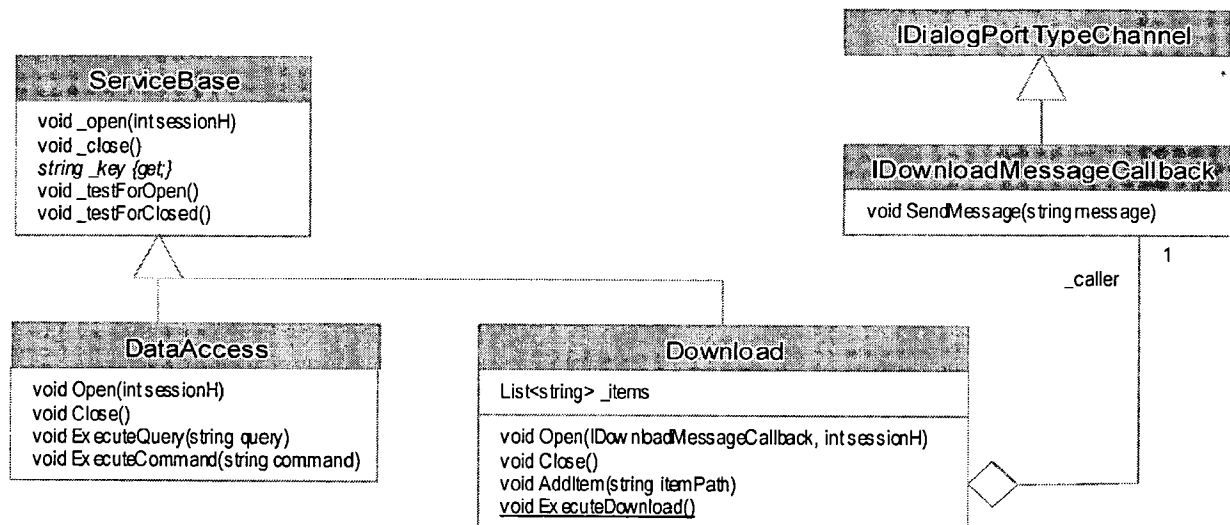 IDialogPortTypeChannel
ServiceBase
void _open(int sessionH)
void _close()
string _key {get;}
void _testForOpen()
void _testForClosed()
IDownloadMessageCallback
void SendMessage(string message)
1
_caller
DataAccess
void Open(int sessionH)
void Close()
void ExecuteQuery(string query)
void ExecuteCommand(string command)
Download
List<string> _items
void Open(IDownloadMessageCallback, int sessionH)
void Close()
void AddItem(string itemPath)
void ExecuteDownload()